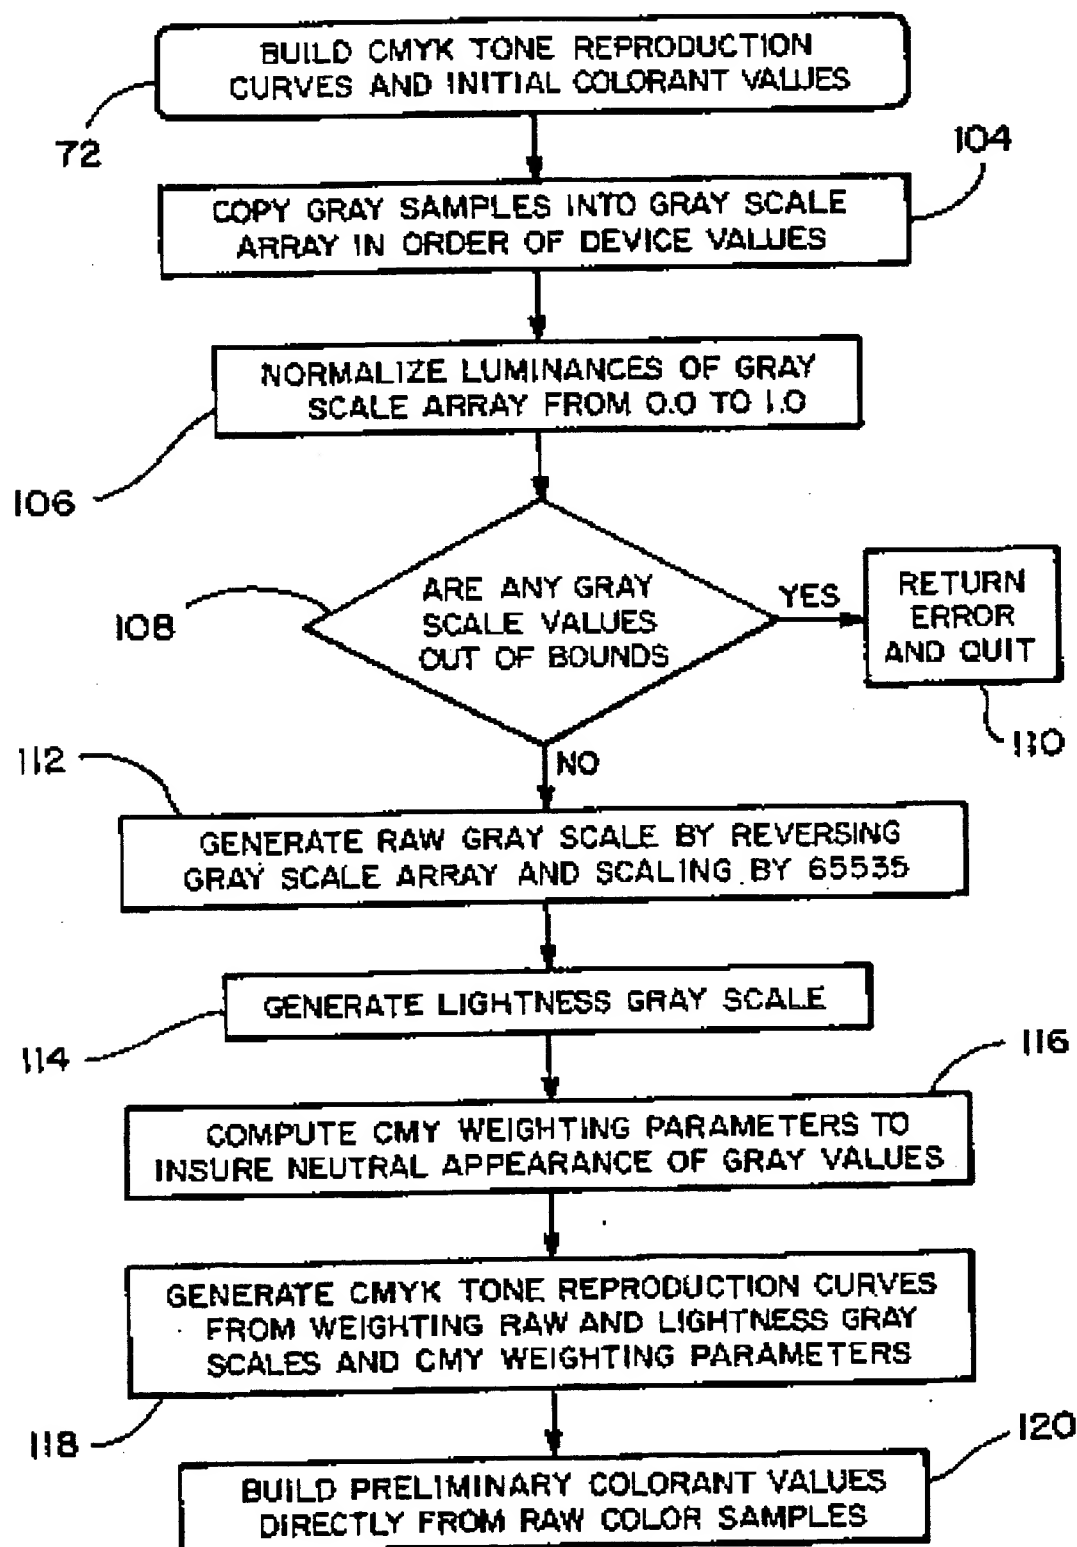 BUILD CMYK TONE REPRODUCTION
CURVES AND INITIAL COLORANT VALUES
72
104
COPY GRAY SAMPLES INTO GRAY SCALE
ARRAY IN ORDER OF DEVICE VALUES
NORMALIZE LUMINANCES OF GRAY
SCALE ARRAY FROM 0.0 TO 1.0
106
ARE ANY GRAY
SCALE VALUES
OUT OF BOUNDS
108
YES
RETURN
ERROR
AND QUIT
110
NO
112
GENERATE RAW GRAY SCALE BY REVERSING
GRAY SCALE ARRAY AND SCALING BY 65535
GENERATE LIGHTNESS GRAY SCALE
114
116
COMPUTE CMY WEIGHTING PARAMETERS TO
INSURE NEUTRAL APPEARANCE OF GRAY VALUES
GENERATE CMYK TONE REPRODUCTION CURVES
FROM WEIGHTING RAW AND LIGHTNESS GRAY
SCALES AND CMY WEIGHTING PARAMETERS
118
120
BUILD PRELIMINARY COLORANT VALUES
DIRECTLY FROM RAW COLOR SAMPLES